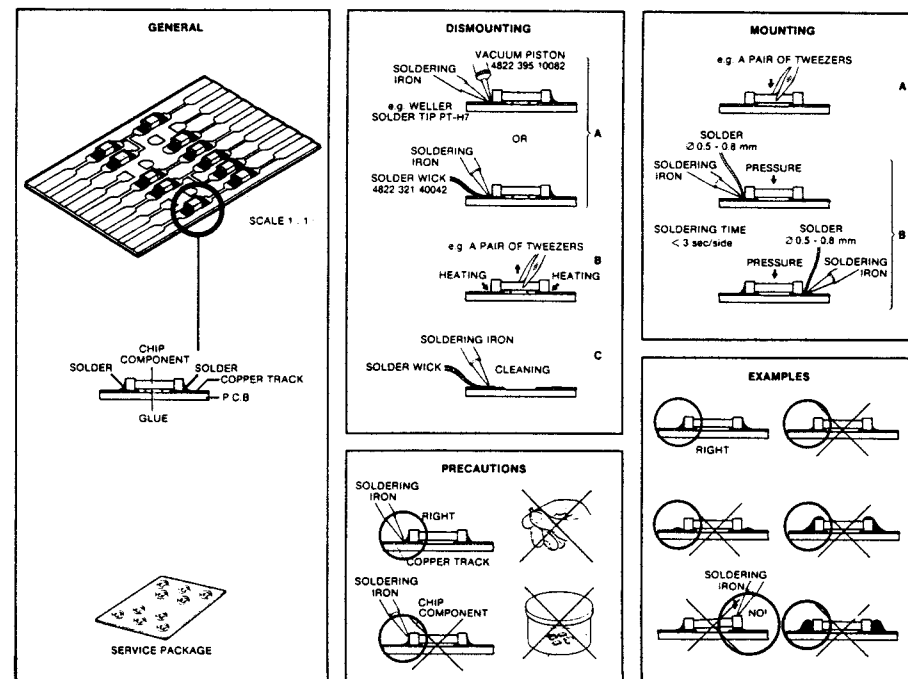 GENERAL
SCALE 1 : 1
CHIP
COMPONENT
SOLDER
SOLDER
COPPER TRACK
P.C.B
GLUE
SERVICE PACKAGE
DISMOUNTING
VACUUM PISTON
4822 395 10082
SOLDERING
IRON
e.g. WELLER
SOLDER TIP PT-H7
A
OR
SOLDERING
IRON
SOLDER WICK
4822 321 40042
e.g. A PAIR OF TWEEZERS
B
HEATING
HEATING
SOLDERING IRON
C
SOLDER WICK
CLEANING
PRECAUTIONS
SOLDERING
IRON
RIGHT
COPPER TRACK
SOLDERING
IRON
CHIP
COMPONENT
MOUNTING
e.g. A PAIR OF TWEEZERS
A
SOLDER
Ø 0.5 - 0.8 mm
SOLDERING
IRON
PRESSURE
SOLDERING TIME
< 3 sec/side
SOLDER
Ø 0.5 - 0.8 mm
B
PRESSURE
SOLDERING
IRON
EXAMPLES
RIGHT
SOLDERING
IRON
NO!